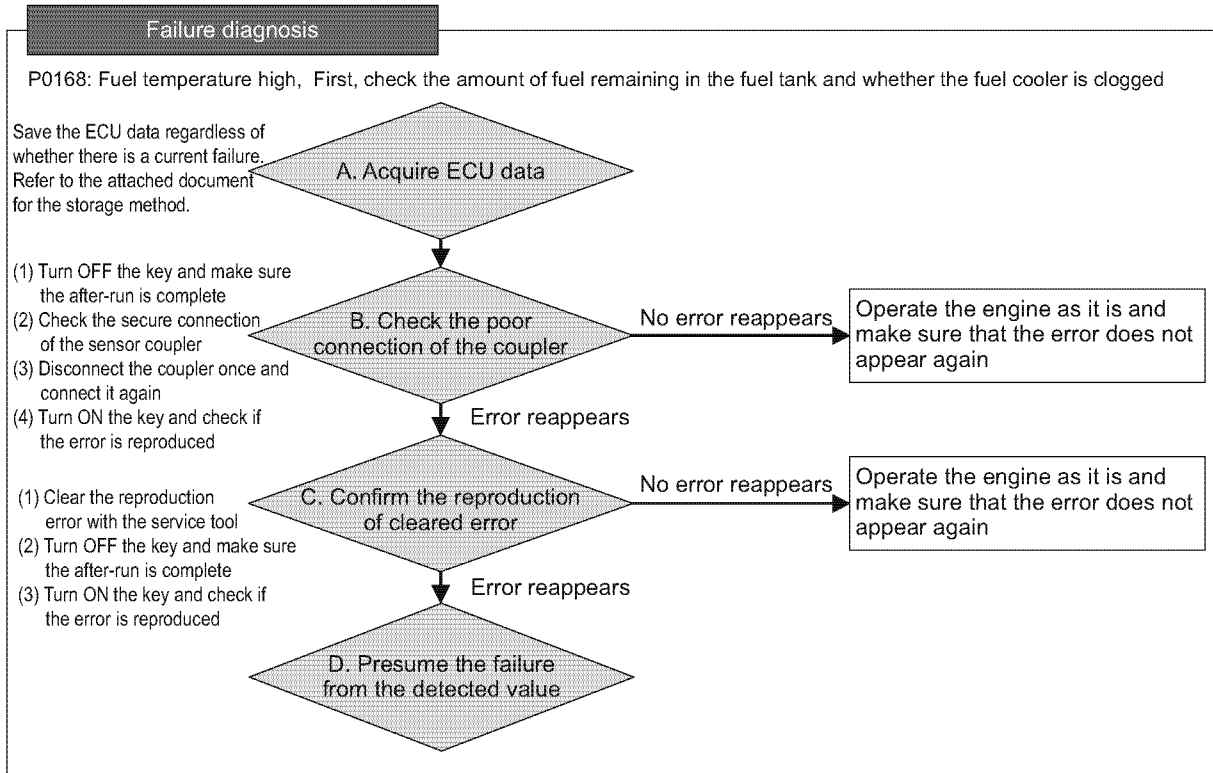 Failure diagnosis
P0168: Fuel temperature high, First, check the amount of fuel remaining in the fuel tank and whether the fuel cooler is clogged
Save the ECU data regardless of
whether there is a current failure.
Refer to the attached document
for the storage method.
A. Acquire ECU data
(1) Turn OFF the key and make sure
the after-run is complete
(2) Check the secure connection
of the sensor coupler
(3) Disconnect the coupler once and
connect it again
(4) Turn ON the key and check if
the error is reproduced
B. Check the poor
connection of the coupler
No error reappears
Operate the engine as it is and
make sure that the error does not
appear again
Error reappears
(1) Clear the reproduction
error with the service tool
(2) Turn OFF the key and make sure
the after-run is complete
(3) Turn ON the key and check if
the error is reproduced
C. Confirm the reproduction
of cleared error
No error reappears
Operate the engine as it is and
make sure that the error does not
appear again
Error reappears
D. Presume the failure
from the detected value